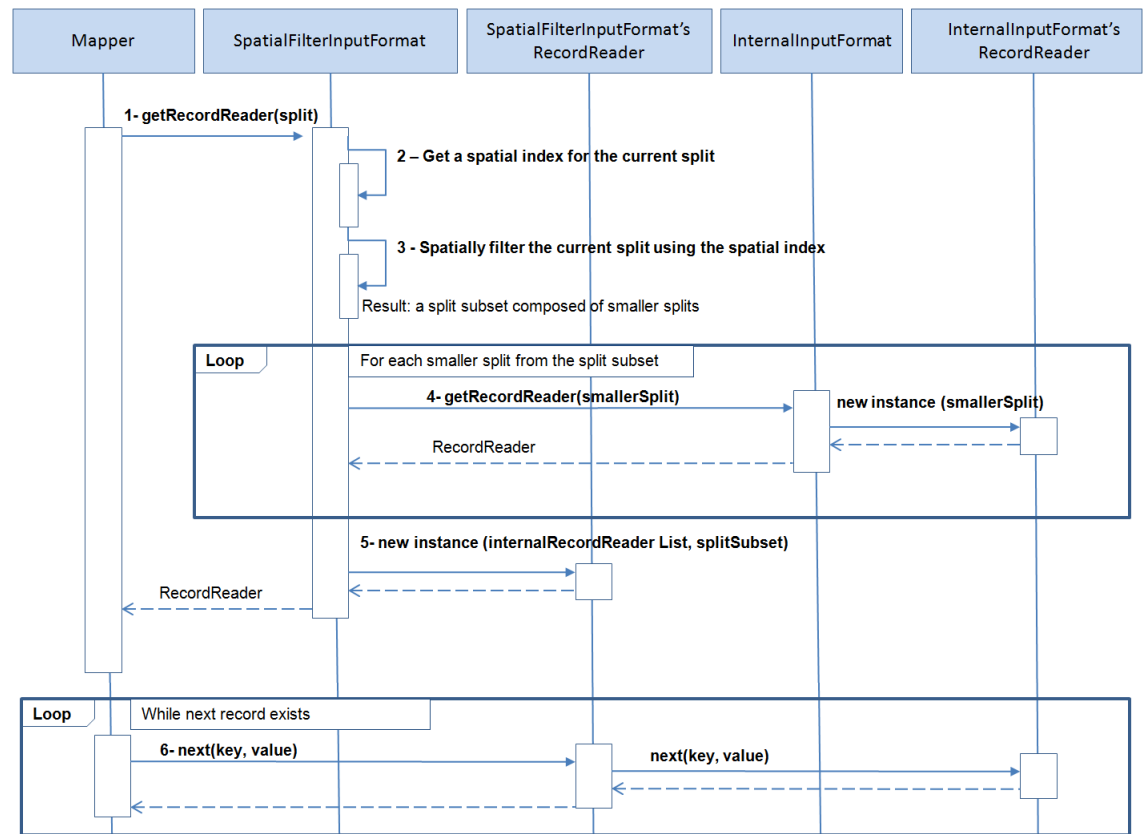 Mapper
SpatialFilterInputFormat
SpatialFilterInputFormat's
RecordReader
InternalInputFormat
InternalInputFormat's
RecordReader
1- getRecordReader(split)
2 – Get a spatial index for the current split
3 - Spatially filter the current split using the spatial index
Result: a split subset composed of smaller splits
Loop
For each smaller split from the split subset
4- getRecordReader(smallerSplit)
new instance (smallerSplit)
RecordReader
5- new instance (internalRecordReader List, splitSubset)
RecordReader
Loop
While next record exists
6- next(key, value)
next(key, value)